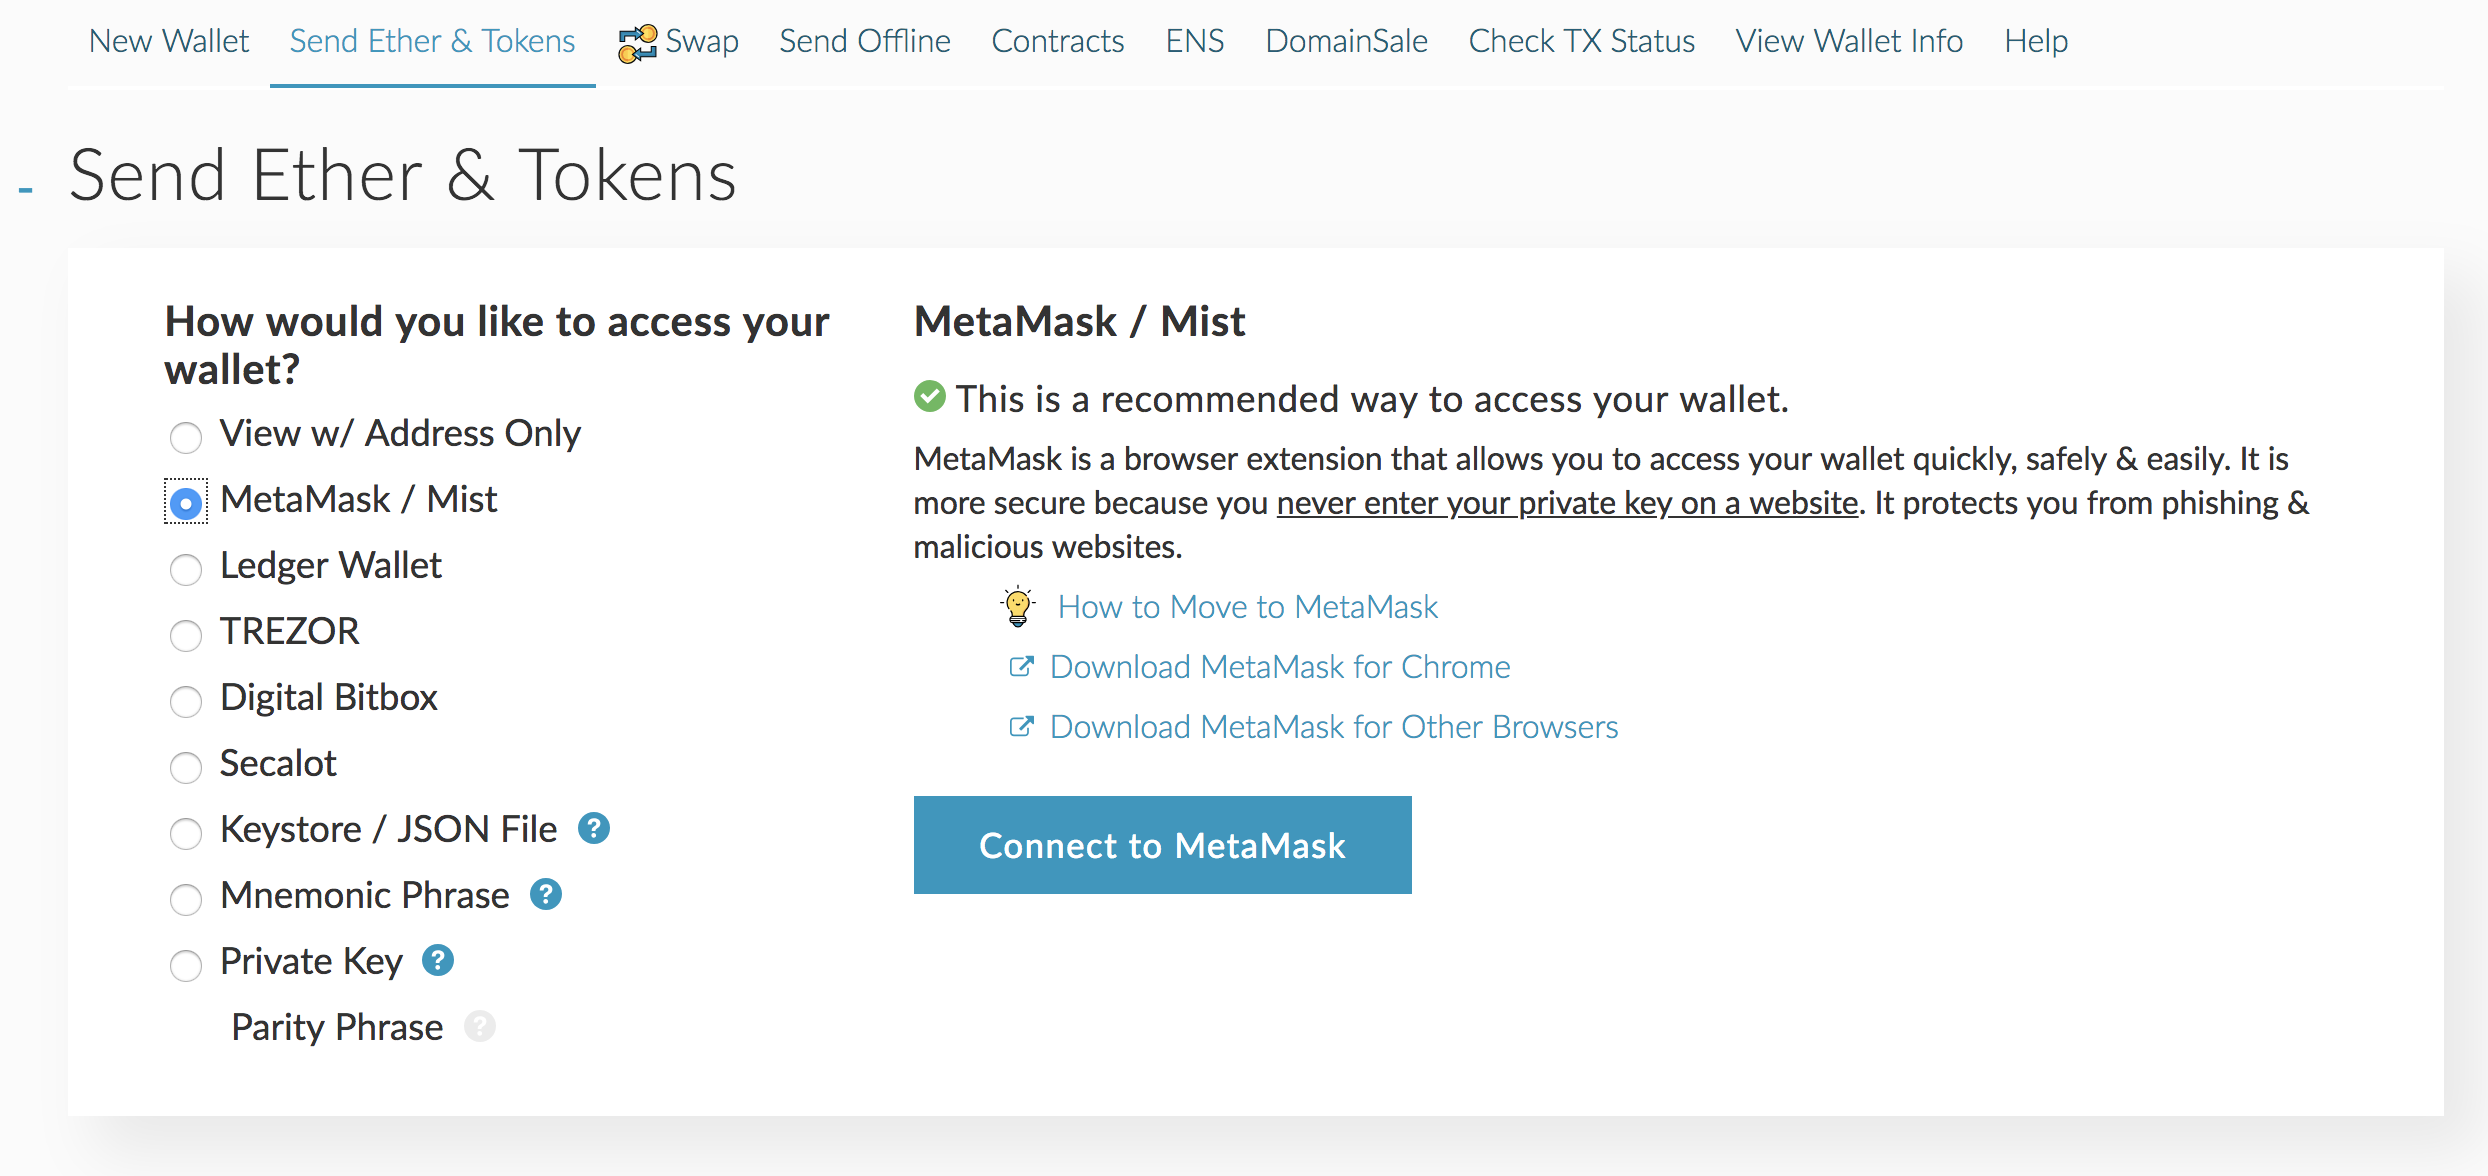 New Wallet Send Ether & Tokens Swap Send Offline Contracts ENS DomainSale Check TX Status View Wallet Info Help
- Send Ether & Tokens
How would you like to access your
wallet?
View w/ Address Only
MetaMask / Mist
Ledger Wallet
TREZOR
Digital Bitbox
Secalot
Keystore / JSON File ?
Mnemonic Phrase ?
Private Key ?
Parity Phrase ?
MetaMask / Mist
This is a recommended way to access your wallet.
MetaMask is a browser extension that allows you to access your wallet quickly, safely & easily. It is
more secure because you never enter your private key on a website. It protects you from phishing &
malicious websites.
How to Move to MetaMask
Download MetaMask for Chrome
Download MetaMask for Other Browsers
Connect to MetaMask